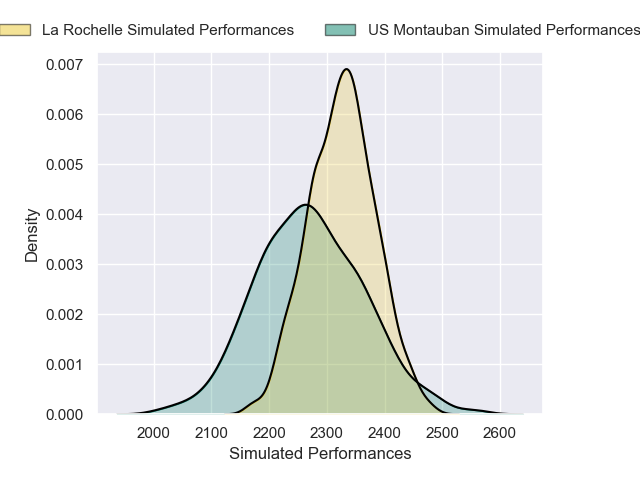 La Rochelle Simulated Performances
US Montauban Simulated Performances
0.007
0.006
0.005
0.004
0.003
0.002
0.001
0.000
Density
2000 2100 2200 2300 2400 2500 2600
Simulated Performances